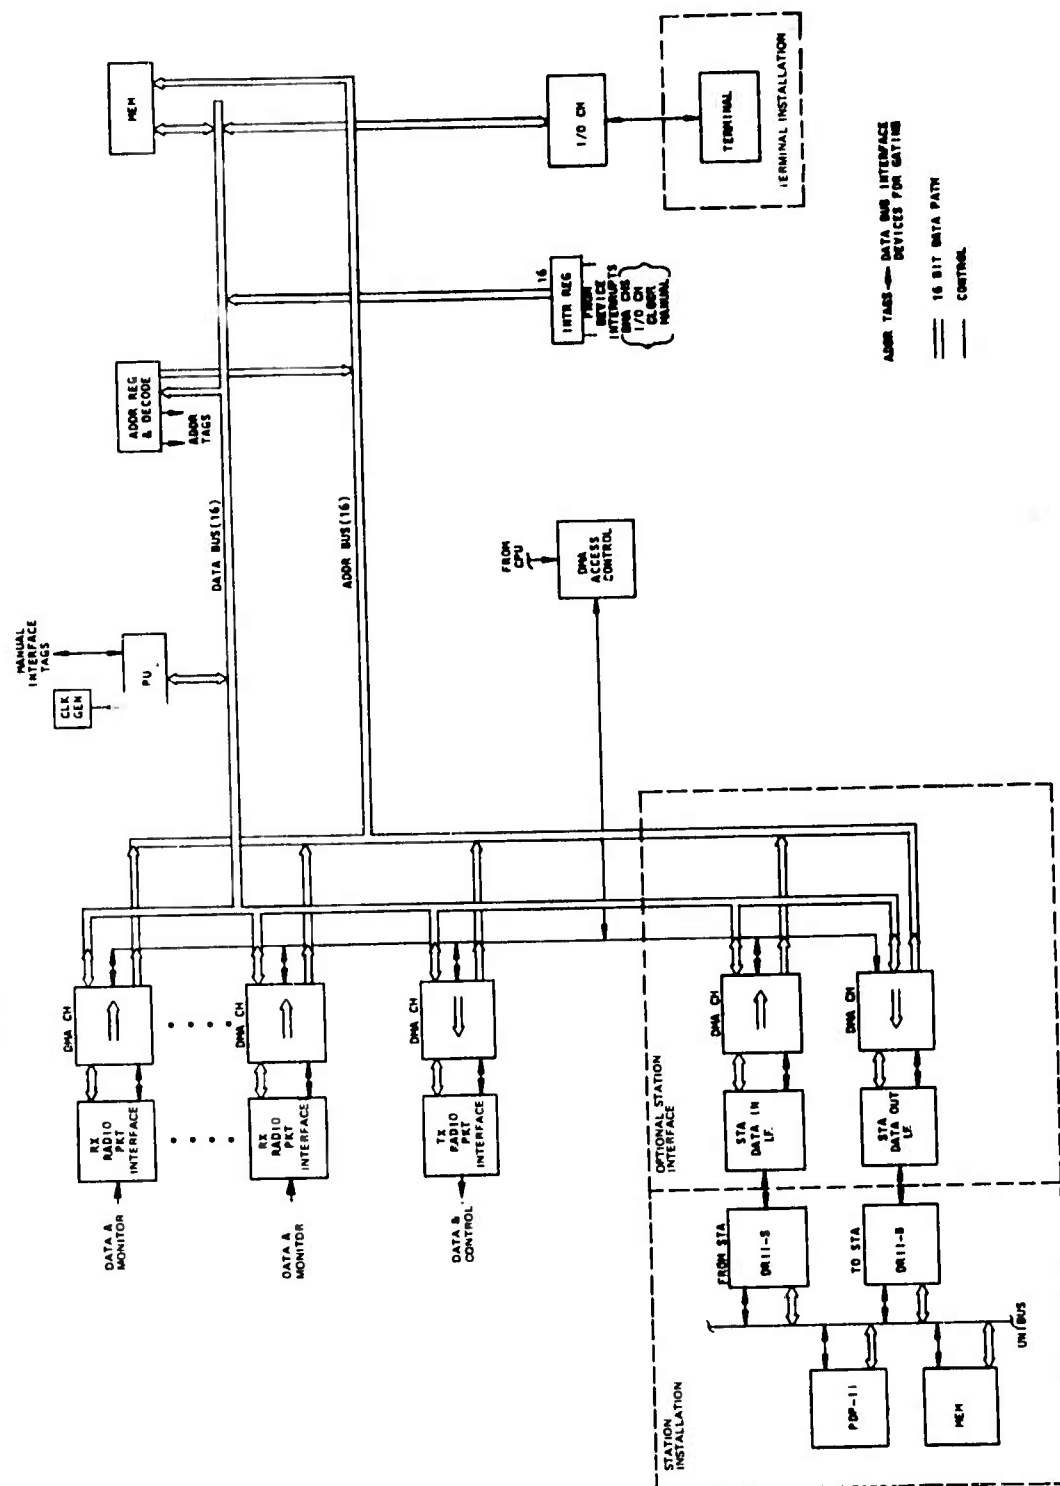 MEM
I/O CH
TERMINAL
TERMINAL INSTALLATION
ADDR REG
& DECODE
ADDR
TAGS
16
INTR REG
FROM
DEVICE
INTERRUPTS
DMA CHS
I/O CH
CLOCK
MANUAL
ADDR TAGS
DATA BUS INTERFACE
DEVICES FOR GATING
16 BIT DATA PATH
CONTROL
DATA BUS(16)
ADDR BUS(16)
MANUAL
INTERFACE
TAGS
CLK
GEN
PU
FROM
CPU
DMA
ACCESS
CONTROL
DMA CH
RX
RADIO
PKT
INTERFACE
DATA &
MONITOR
DMA CH
RX
RADIO
PKT
INTERFACE
DATA &
MONITOR
DMA CH
TX
RADIO
PKT
INTERFACE
DATA &
CONTROL
OPTIONAL STATION
INTERFACE
DMA CH
STA
DATA IN
I.F.
DMA CH
STA
DATA OUT
I.F.
STATION
INSTALLATION
FROM STA
DR11-B
TO STA
DR11-B
UNIBUS
PDP-11
MEM